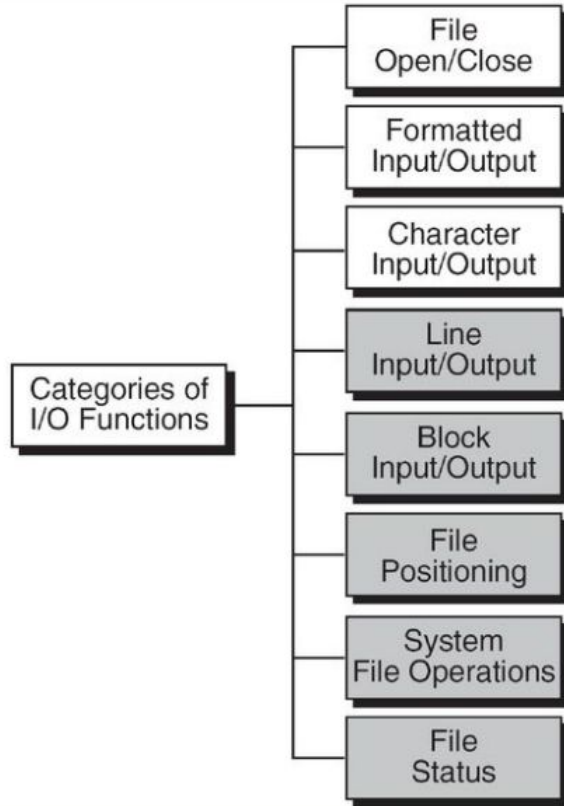 File
Open/Close
Formatted
Input/Output
Character
Input/Output
Line
Input/Output
Categories of
I/O Functions
Block
Input/Output
File
Positioning
System
File Operations
File
Status